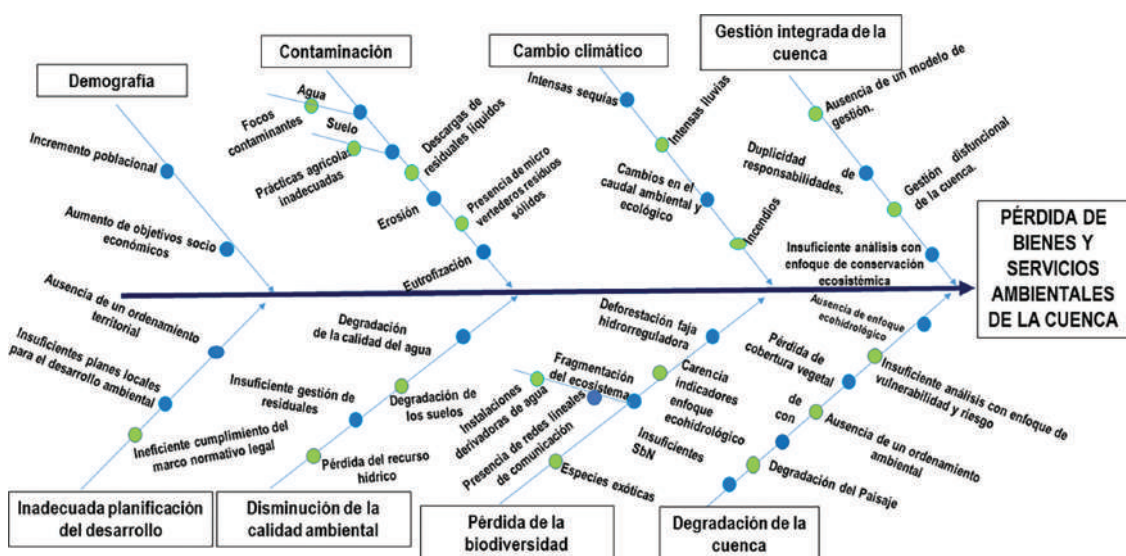 Demografía
Contaminación
Cambio climático
Gestión integrada de la
cuenca
Incremento poblacional
Aumento de objetivos socio
económicos
Agua
Focos
contaminantes
Suelo
Prácticas agrícolas
inadecuadas
Descargas de
residuales líquidos
Erosión
Presencia de micro
vertederos residuos
sólidos
Eutrofización
Intensas sequías
Intensas lluvias
Cambios en el
caudal ambiental y
ecológico
Incendios
Ausencia de un modelo de
gestión.
Duplicidad de
responsabilidades.
Gestión disfuncional
de la cuenca.
Insuficiente análisis con
enfoque de conservación
ecosistémica
PÉRDIDA DE
BIENES Y
SERVICIOS
AMBIENTALES
DE LA CUENCA
Ausencia de un ordenamiento
territorial
Insuficientes planes locales
para el desarrollo ambiental
Ineficiente cumplimiento del
marco normativo legal
Degradación
de la calidad del agua
Degradación de
los suelos
Insuficiente gestión de
residuales
Pérdida del recurso
hídrico
Deforestación faja
hidrorreguladora
Fragmentación
del ecosistema
Instalaciones
derivadoras de agua
Presencia de redes lineales
de comunicación
Carencia
indicadores
enfoque
ecohidrológico
Insuficientes
SbN
Especies exóticas
Ausencia de enfoque
ecohidrológico
Pérdida de
cobertura vegetal
de
con
Insuficiente análisis con enfoque de
vulnerabilidad y riesgo
Ausencia de un ordenamiento
ambiental
Degradación del Paisaje
Inadecuada planificación
del desarrollo
Disminución de la
calidad ambiental
Pérdida de la
biodiversidad
Degradación de la
cuenca